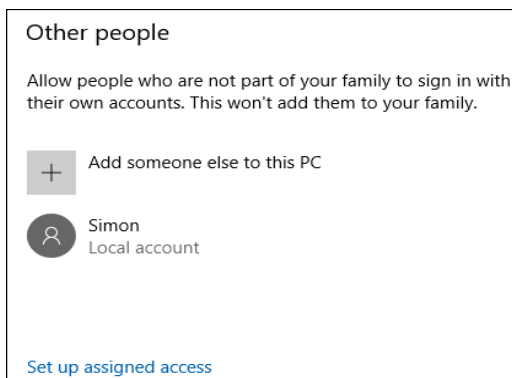 Other people
Allow people who are not part of your family to sign in with
their own accounts. This won't add them to your family.
Add someone else to this PC
Simon
Local account
Set up assigned access